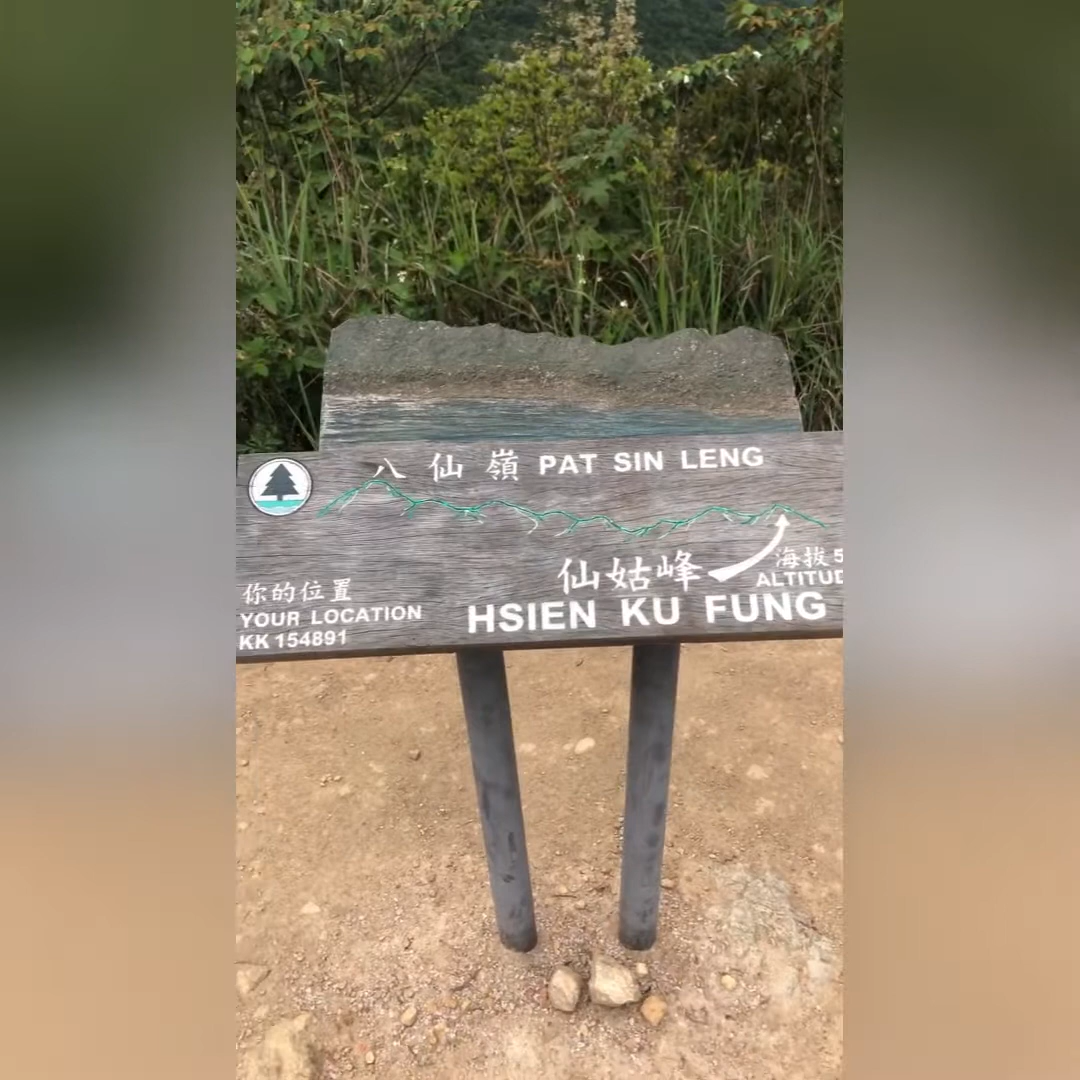 八仙嶺 PAT SIN LENG
仙姑峰
海拔 5
ALTITUD
HSIEN KU FUNG
你的位置
YOUR LOCATION
KK 154891